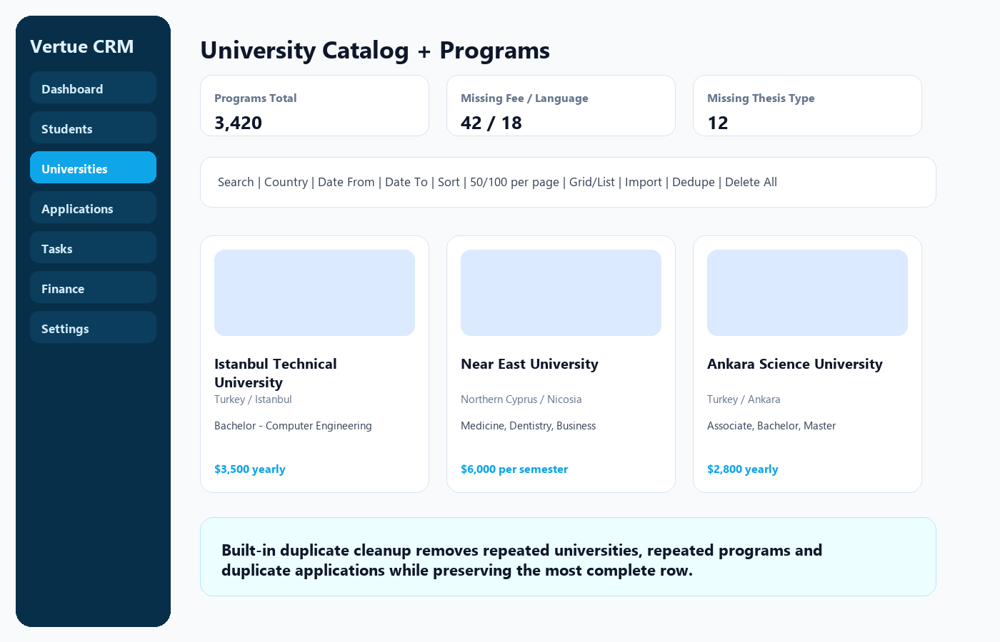 Vertue CRM
Dashboard
Students
Universities
Applications
Tasks
Finance
Settings
University Catalog + Programs
Programs Total
3,420
Missing Fee / Language
42 / 18
Missing Thesis Type
12
Search | Country | Date From | Date To | Sort | 50/100 per page | Grid/List | Import | Dedupe | Delete All
Istanbul Technical
University
Turkey / Istanbul
Bachelor - Computer Engineering
$3,500 yearly
Near East University
Northern Cyprus / Nicosia
Medicine, Dentistry, Business
$6,000 per semester
Ankara Science University
Turkey / Ankara
Associate, Bachelor, Master
$2,800 yearly
Built-in duplicate cleanup removes repeated universities, repeated programs and
duplicate applications while preserving the most complete row.